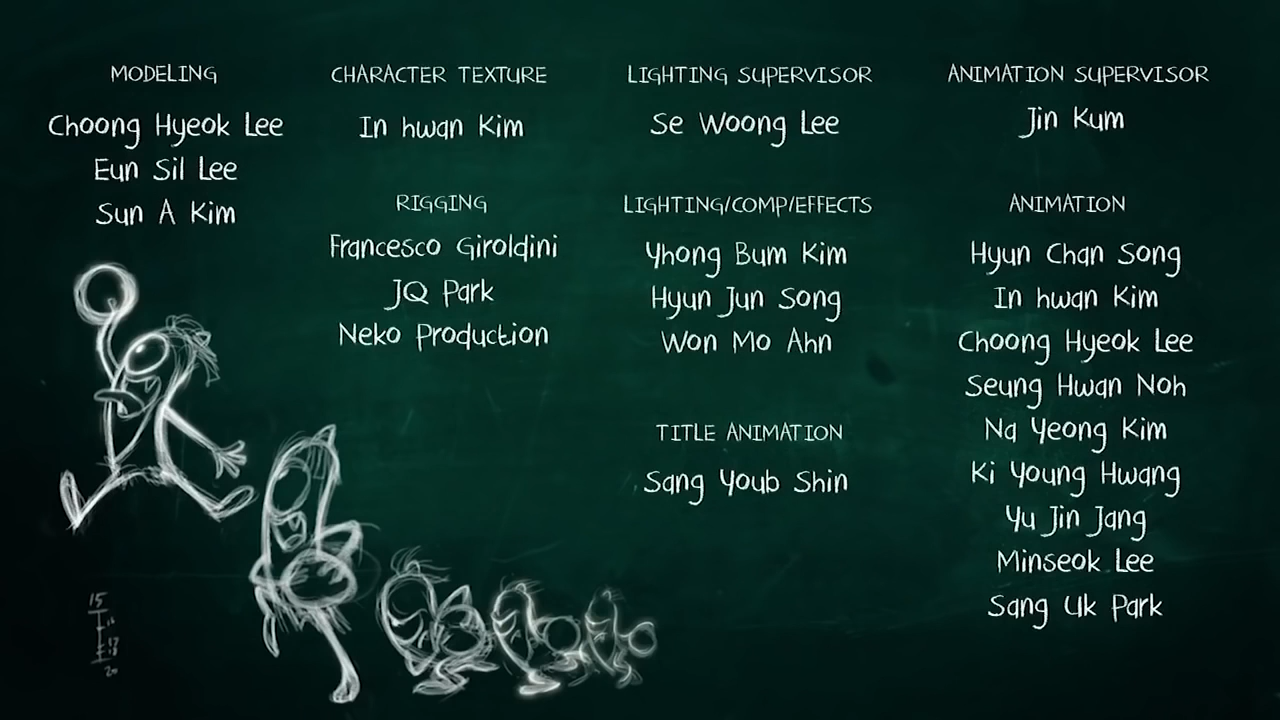 MODELING
Choong Hyeok Lee
Eun Sil Lee
Sun A Kim
CHARACTER TEXTURE
In hwan Kim
RIGGING
Francesco Giroldini
JQ Park
Neko Production
LIGHTING SUPERVISOR
Se Woong Lee
LIGHTING/COMP/EFFECTS
Yhong Bum Kim
Hyun Jun Song
Won Mo Ahn
TITLE ANIMATION
Sang Youb Shin
ANIMATION SUPERVISOR
Jin Kum
ANIMATION
Hyun Chan Song
In hwan Kim
Choong Hyeok Lee
Seung Hwan Noh
Na Yeong Kim
Ki Young Hwang
Yu Jin Jang
Minseok Lee
Sang Uk Park
15
20